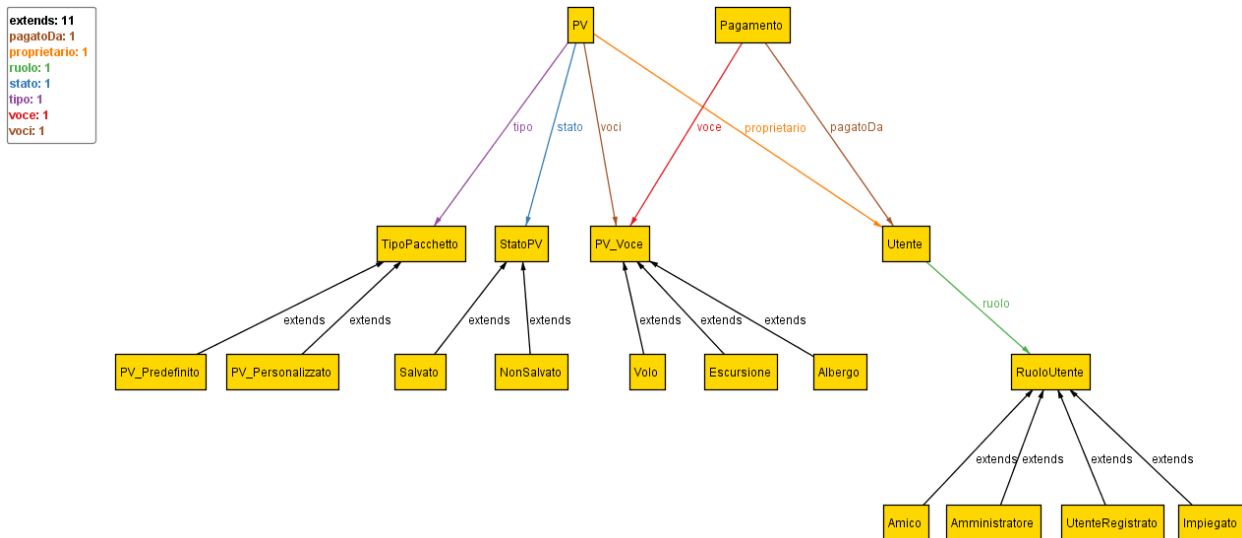 extends: 11
pagatoDa: 1
proprietario: 1
ruolo: 1
stato: 1
tipo: 1
voce: 1
voci: 1
PV
Pagamento
tipo
stato
voci
voce
proprietario
pagatoDa
TipoPacchetto
StatoPV
PV_Voce
Utente
ruolo
extends
extends
extends
extends
extends
extends
extends
PV_Predefinito
PV_Personalizzato
Salvato
NonSalvato
Volo
Escursione
Albergo
RuoloUtente
extends
extends
extends
extends
Amico
Amministratore
UtenteRegistrato
Impiegato